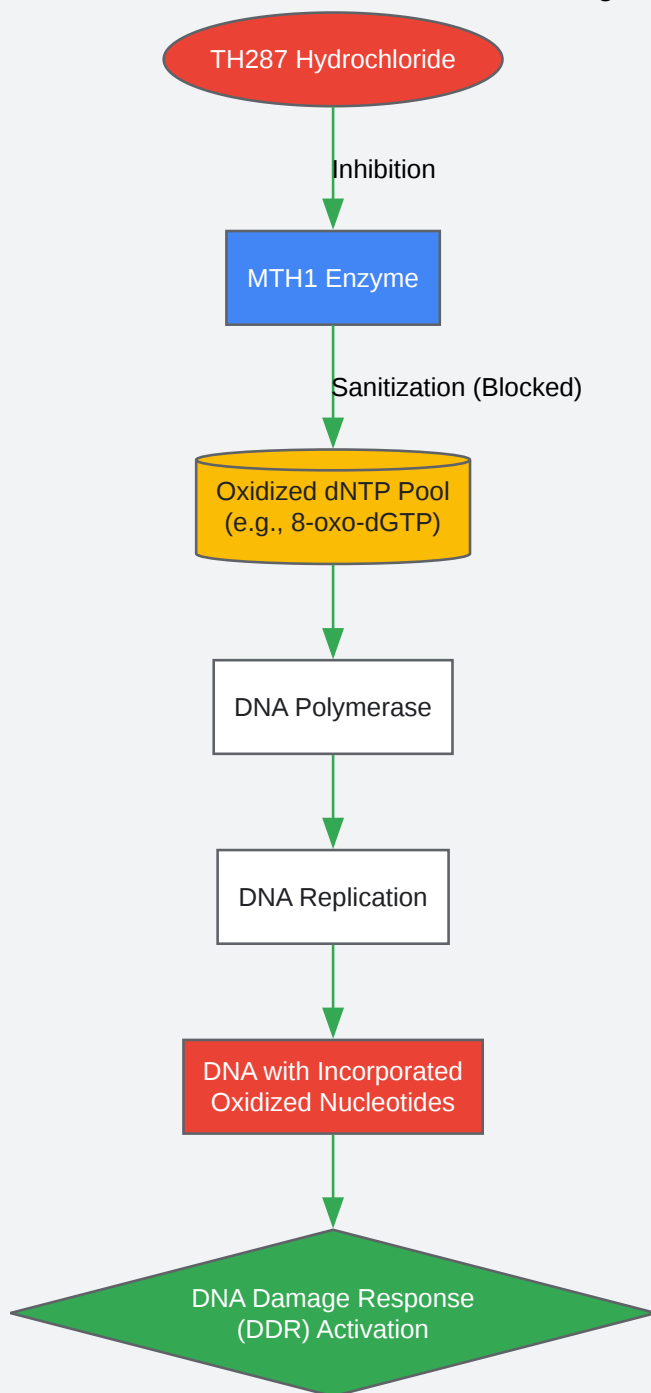 TH287 Hydrochloride
Inhibition
MTH1 Enzyme
Sanitization (Blocked)
Oxidized dNTP Pool
(e.g., 8-oxo-dGTP)
DNA Polymerase
DNA Replication
DNA with Incorporated
Oxidized Nucleotides
DNA Damage Response
(DDR) Activation